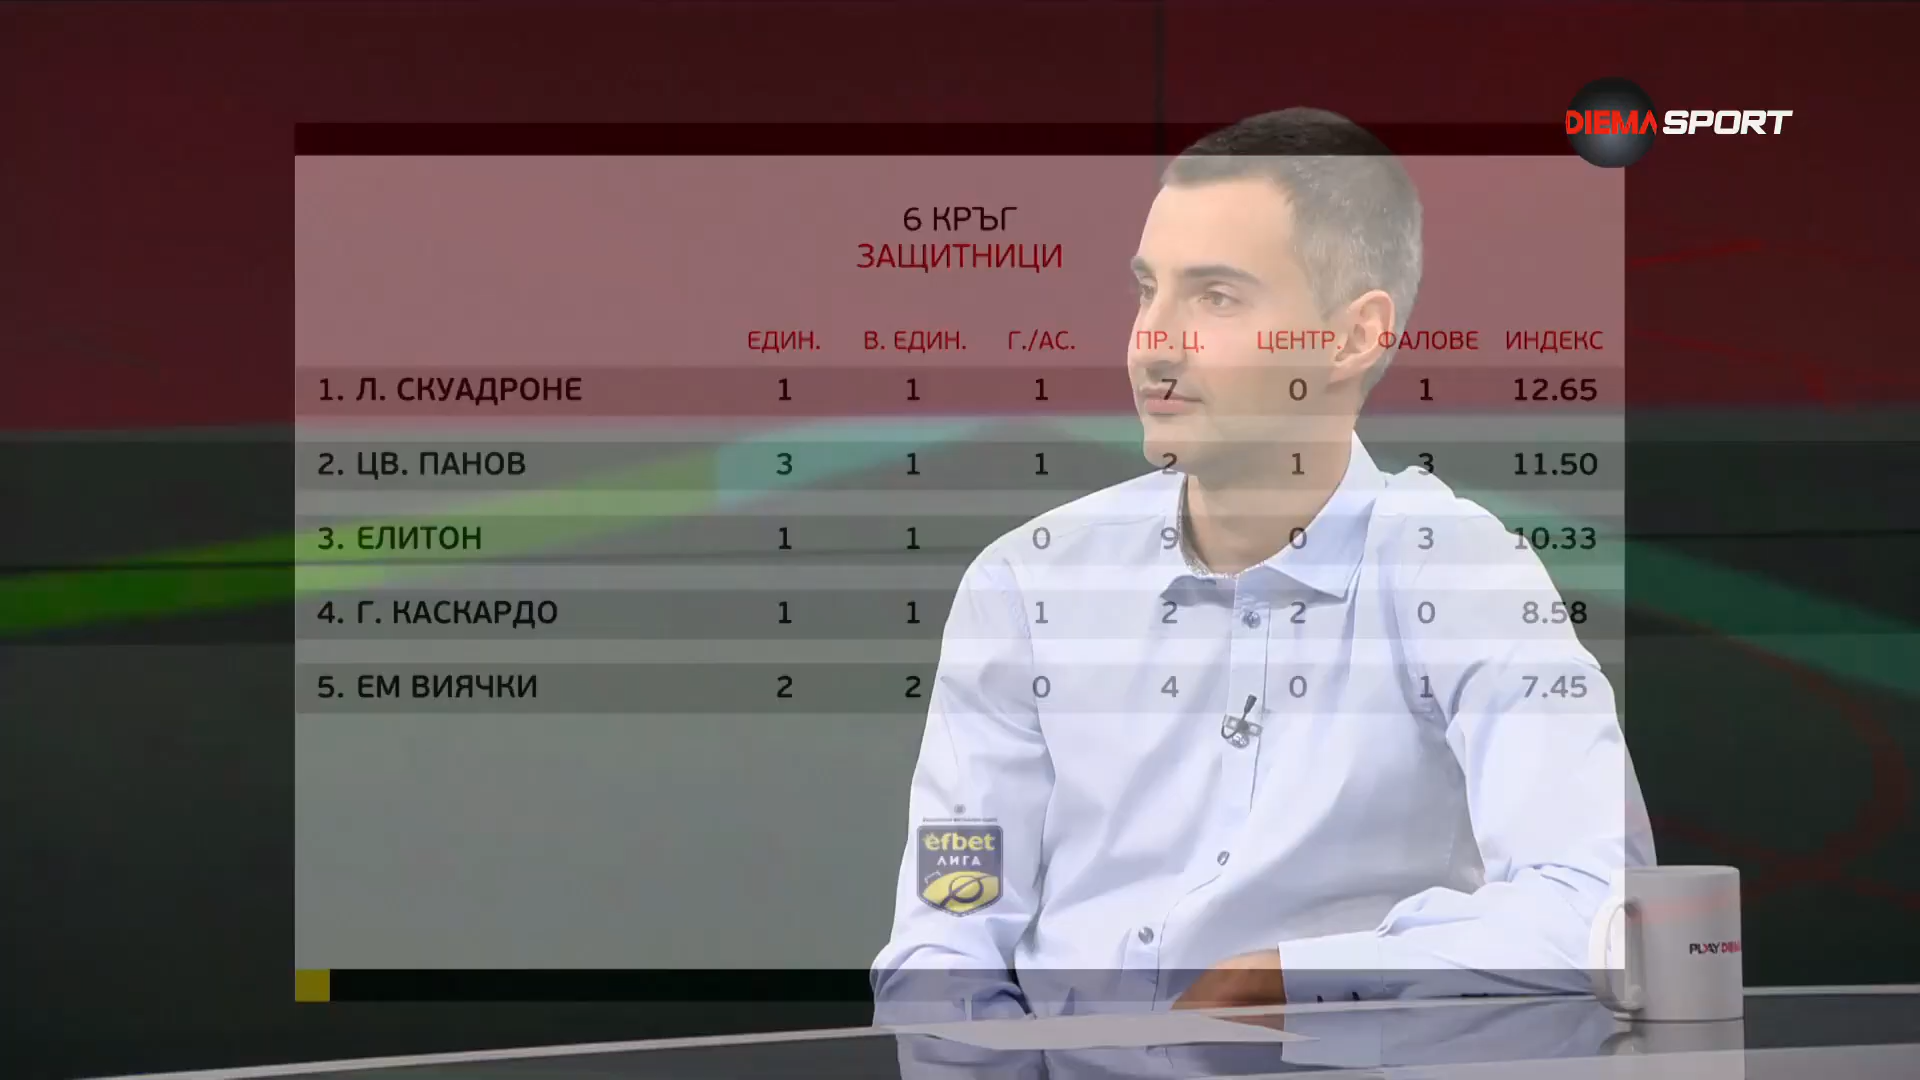 DIEMA SPORT
6 КРЪГ
ЗАЩИТНИЦИ
ЕДИН. В. ЕДИН. Г./АС. ПР. Ц. ЦЕНТР. ФАЛОВЕ ИНДЕКС
1. Л. СКУАДРОНЕ 1 1 1 7 0 1 12.65
2. ЦВ. ПАНОВ 3 1 1 2 1 3 11.50
3. ЕЛИТОН 1 1 0 9 0 3 10.33
4. Г. КАСКАРДО 1 1 1 2 2 0 8.58
5. ЕМ ВИЯЧКИ 2 2 0 4 0 1 7.45
efbet
ЛИГА
PLAY DIEMA